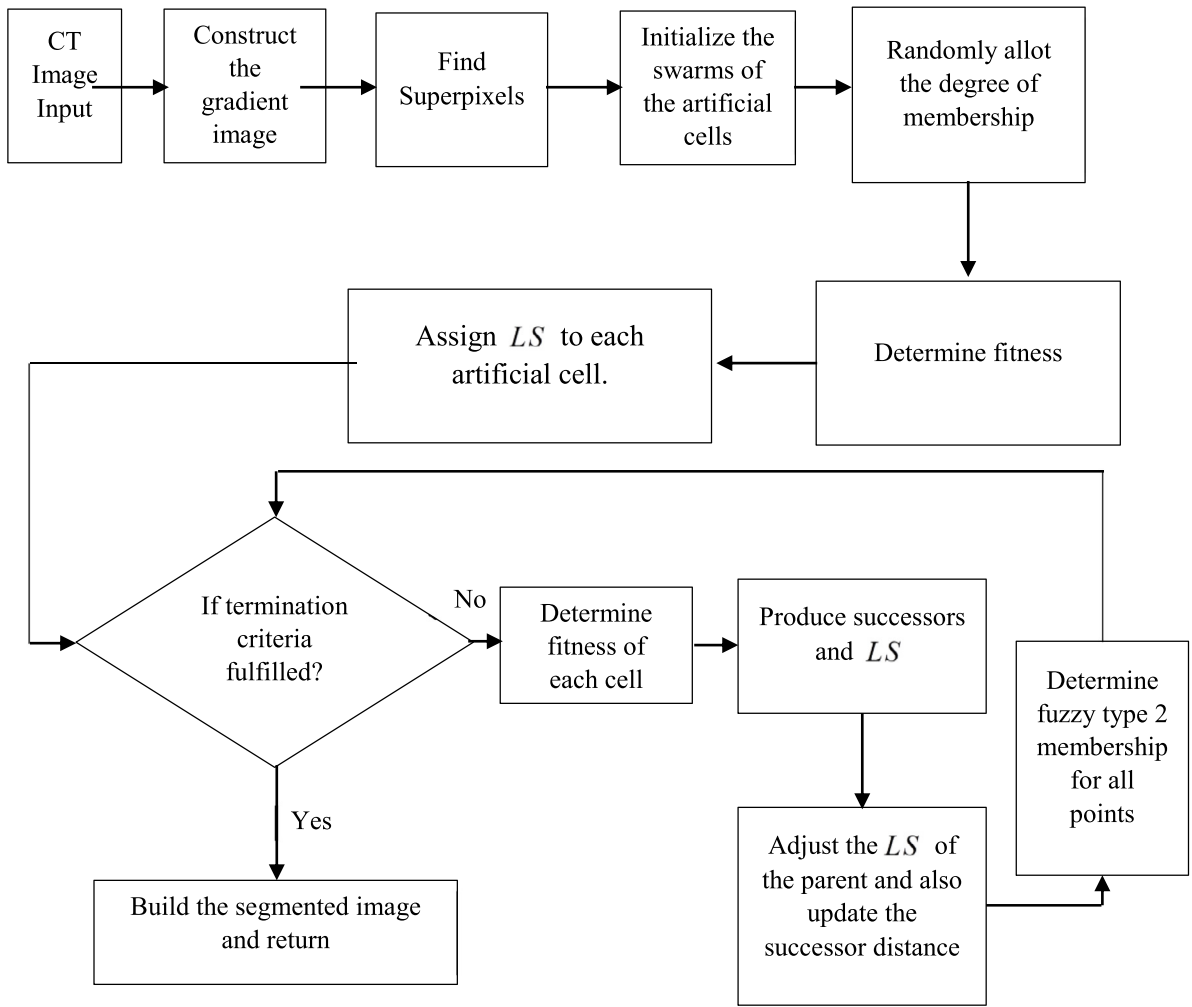 CT
Image
Input
Construct
the
gradient
image
Find
Superpixels
Initialize the
swarms of
the artificial
cells
Randomly allot
the degree of
membership
Determine fitness
Assign LS to each
artificial cell.
If termination
criteria
fulfilled?
No
Determine
fitness of
each cell
Produce successors
and LS
Adjust the LS of
the parent and also
update the
successor distance
Determine
fuzzy type 2
membership
for all
points
Yes
Build the segmented image
and return